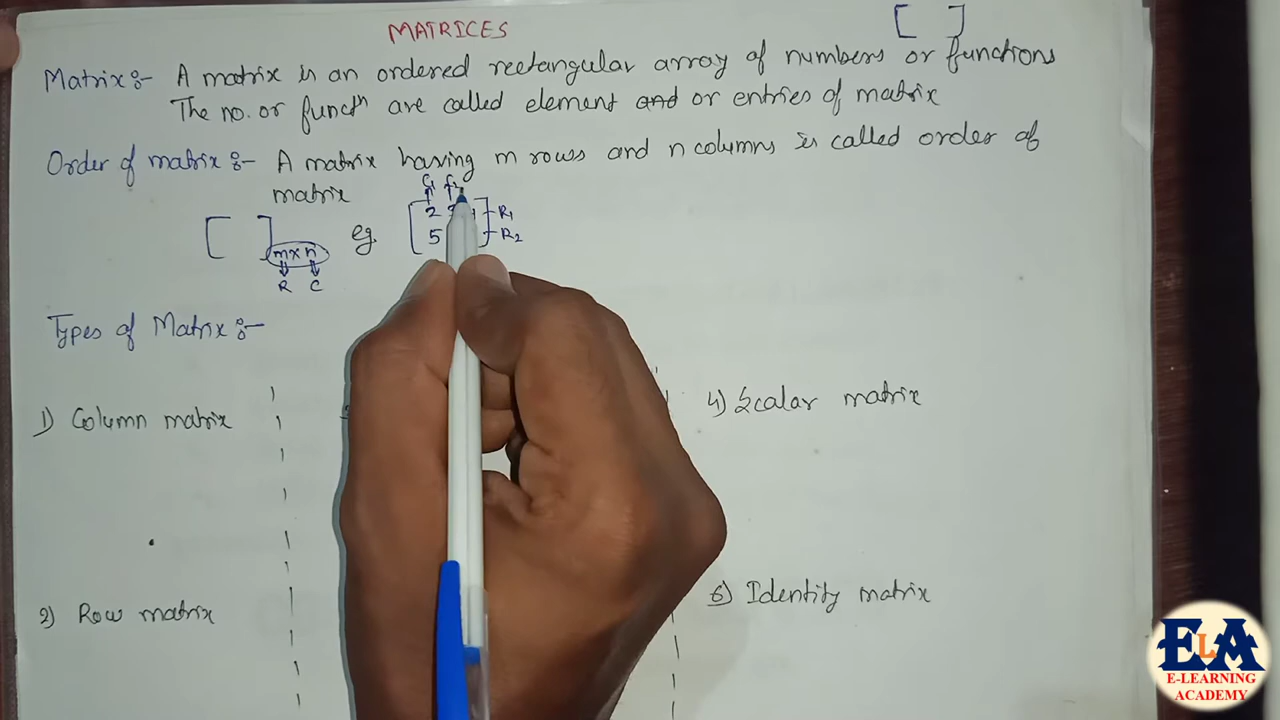 MATRICES
[ ]
Matrix :- A matrix is an ordered rectangular array of numbers or functions
The no. or functn are called element and or entries of matrix
Order of matrix :- A matrix having m rows and n columns is called order of
matrix
C1
[ ] m×n eg. [ 2 R1
5 ] R2
R C
Types of Matrix :-
1) Column matrix
4) Scalar matrix
2) Row matrix
Identity matrix
ELA
E-LEARNING
ACADEMY